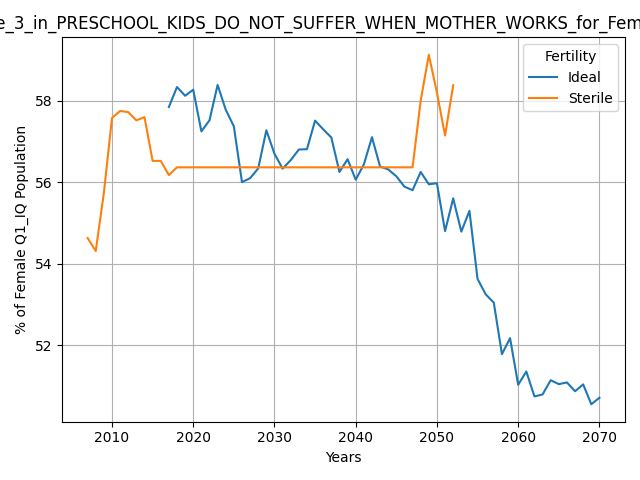 e_3_in_PRESCHOOL_KIDS_DO_NOT_SUFFER_WHEN_MOTHER_WORKS_for_Fem
Fertility
Ideal
Sterile
% of Female Q1_IQ Population
58
56
54
52
2010 2020 2030 2040 2050 2060 2070
Years